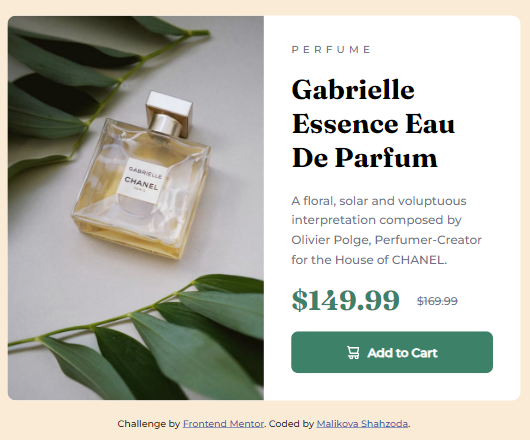 GABRIELLE
CHANEL
PARIS
PERFUME
Gabrielle
Essence Eau
De Parfum
A floral, solar and voluptuous
interpretation composed by
Olivier Polge, Perfumer-Creator
for the House of CHANEL.
$149.99 $169.99
Add to Cart
Challenge by Frontend Mentor. Coded by Malikova Shahzoda.